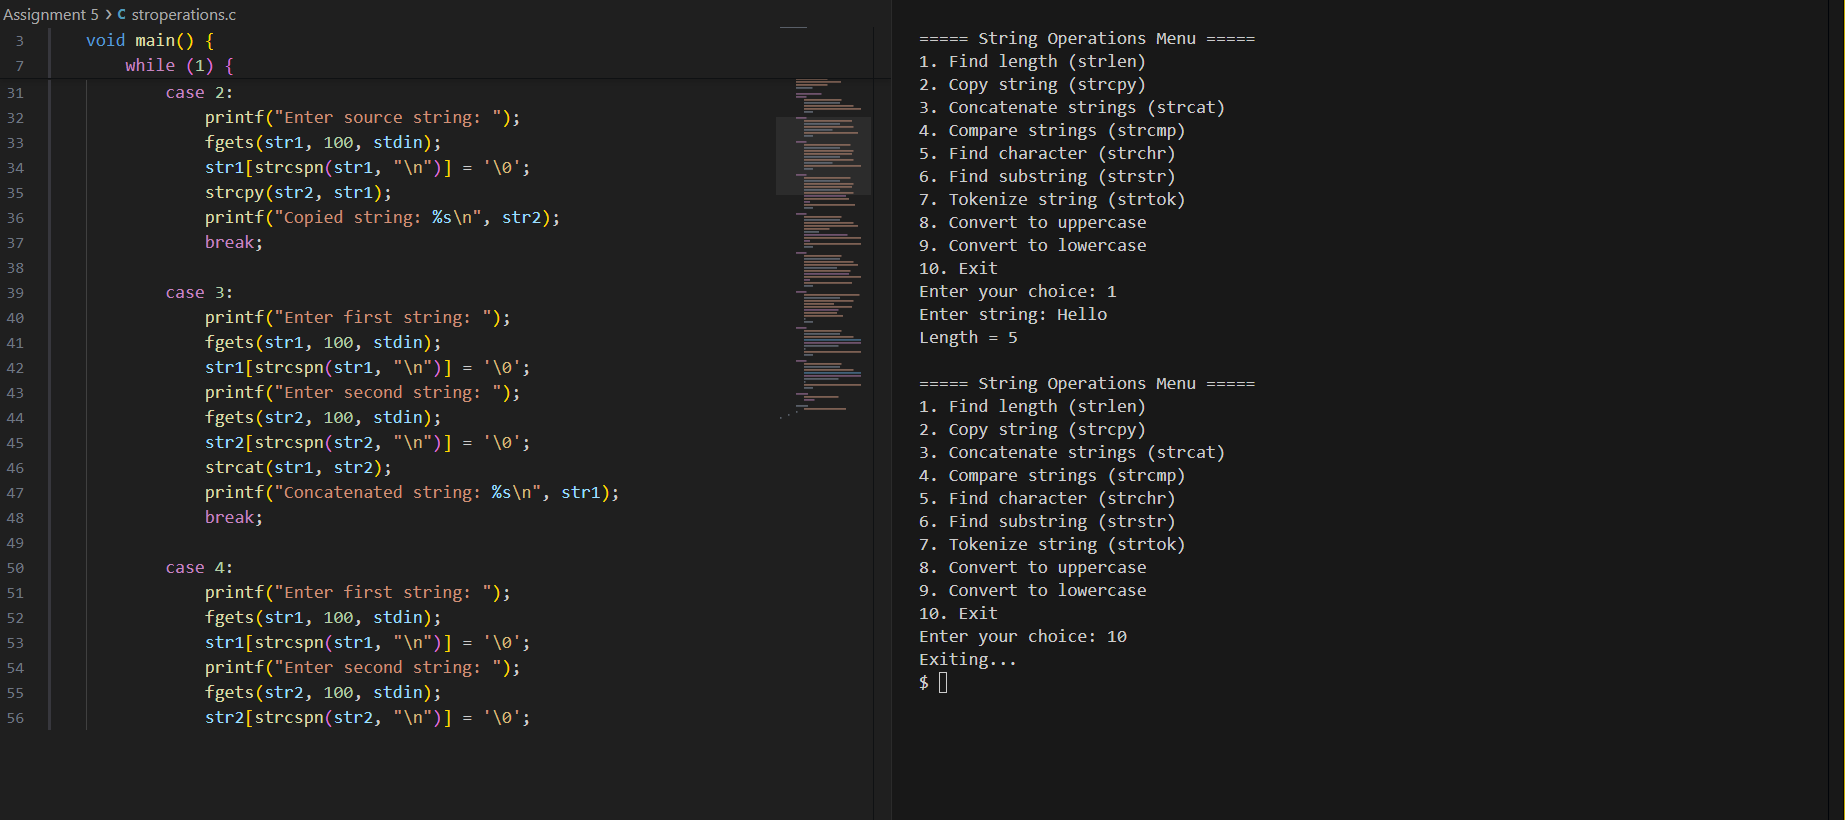 Assignment 5 > C stroperations.c
3 void main() {
7 while (1) {
31 case 2:
32 printf("Enter source string: ");
33 fgets(str1, 100, stdin);
34 str1[strcspn(str1, "\n")] = '\0';
35 strcpy(str2, str1);
36 printf("Copied string: %s\n", str2);
37 break;
38
39 case 3:
40 printf("Enter first string: ");
41 fgets(str1, 100, stdin);
42 str1[strcspn(str1, "\n")] = '\0';
43 printf("Enter second string: ");
44 fgets(str2, 100, stdin);
45 str2[strcspn(str2, "\n")] = '\0';
46 strcat(str1, str2);
47 printf("Concatenated string: %s\n", str1);
48 break;
49
50 case 4:
51 printf("Enter first string: ");
52 fgets(str1, 100, stdin);
53 str1[strcspn(str1, "\n")] = '\0';
54 printf("Enter second string: ");
55 fgets(str2, 100, stdin);
56 str2[strcspn(str2, "\n")] = '\0';
===== String Operations Menu =====
1. Find length (strlen)
2. Copy string (strcpy)
3. Concatenate strings (strcat)
4. Compare strings (strcmp)
5. Find character (strchr)
6. Find substring (strstr)
7. Tokenize string (strtok)
8. Convert to uppercase
9. Convert to lowercase
10. Exit
Enter your choice: 1
Enter string: Hello
Length = 5
===== String Operations Menu =====
1. Find length (strlen)
2. Copy string (strcpy)
3. Concatenate strings (strcat)
4. Compare strings (strcmp)
5. Find character (strchr)
6. Find substring (strstr)
7. Tokenize string (strtok)
8. Convert to uppercase
9. Convert to lowercase
10. Exit
Enter your choice: 10
Exiting...
$